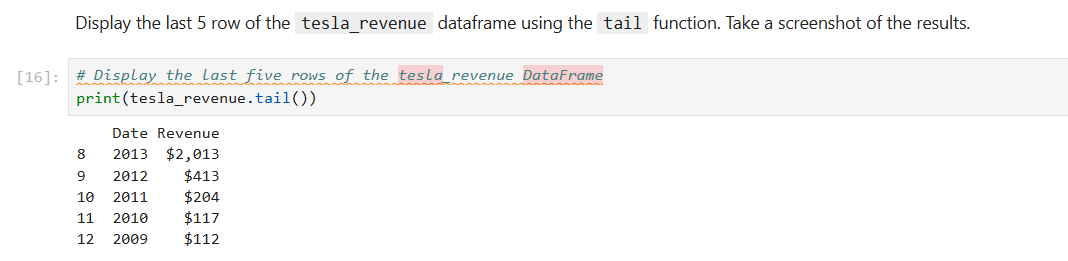 Display the last 5 row of the tesla_revenue dataframe using the tail function. Take a screenshot of the results.
[16]: # Display the last five rows of the tesla_revenue DataFrame
print(tesla_revenue.tail())
Date Revenue
8 2013 $2,013
9 2012 $413
10 2011 $204
11 2010 $117
12 2009 $112